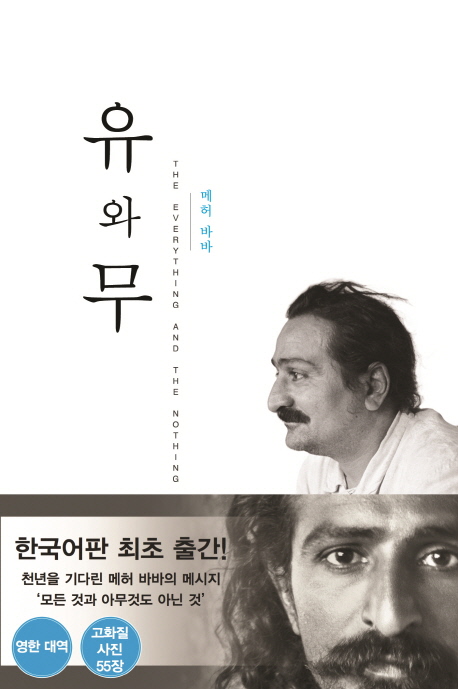 유와무
THE EVERYTHING AND THE NOTHING
메허 바바
한국어판 최초 출간!
천년을 기다린 메허 바바의 메시지
‘모든 것과 아무것도 아닌 것’
영한 대역
고화질
사진
55장